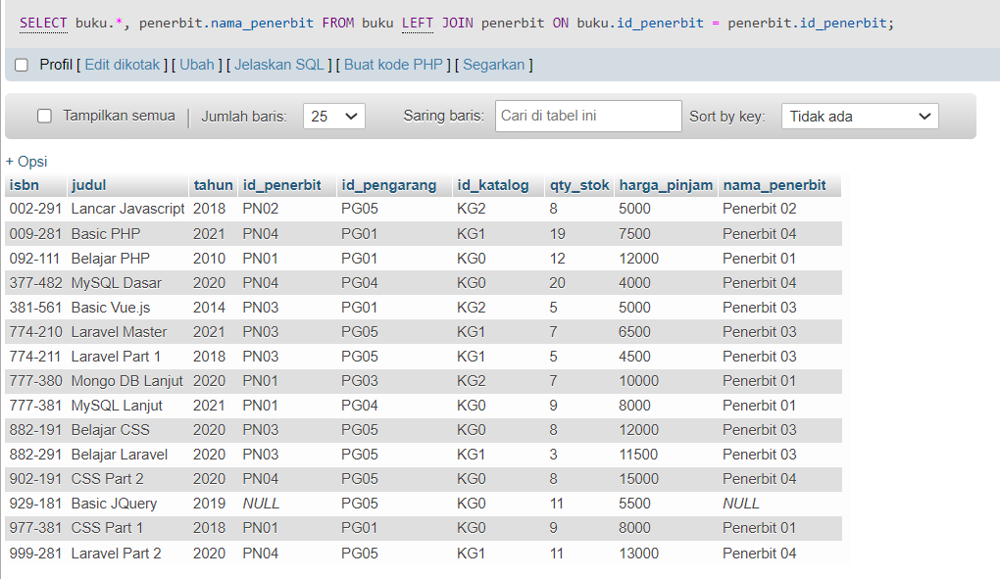 SELECT buku.*, penerbit.nama_penerbit FROM buku LEFT JOIN penerbit ON buku.id_penerbit = penerbit.id_penerbit;
Profil [ Edit dikotak ] [ Ubah ] [ Jelaskan SQL ] [ Buat kode PHP ] [ Segarkan ]
Tampilkan semua | Jumlah baris: 25 Saring baris: Cari di tabel ini Sort by key: Tidak ada
+ Opsi
isbn judul tahun id_penerbit id_pengarang id_katalog qty_stok harga_pinjam nama_penerbit
002-291 Lancar Javascript 2018 PN02 PG05 KG2 8 5000 Penerbit 02
009-281 Basic PHP 2021 PN04 PG01 KG1 19 7500 Penerbit 04
092-111 Belajar PHP 2010 PN01 PG01 KG0 12 12000 Penerbit 01
377-482 MySQL Dasar 2020 PN04 PG04 KG0 20 4000 Penerbit 04
381-561 Basic Vue.js 2014 PN03 PG01 KG2 5 5000 Penerbit 03
774-210 Laravel Master 2021 PN03 PG05 KG1 7 6500 Penerbit 03
774-211 Laravel Part 1 2018 PN03 PG05 KG1 5 4500 Penerbit 03
777-380 Mongo DB Lanjut 2020 PN01 PG03 KG2 7 10000 Penerbit 01
777-381 MySQL Lanjut 2021 PN01 PG04 KG0 9 8000 Penerbit 01
882-191 Belajar CSS 2020 PN03 PG05 KG0 8 12000 Penerbit 03
882-291 Belajar Laravel 2020 PN03 PG05 KG1 3 11500 Penerbit 03
902-191 CSS Part 2 2020 PN04 PG05 KG0 8 15000 Penerbit 04
929-181 Basic JQuery 2019 NULL PG05 KG0 11 5500 NULL
977-381 CSS Part 1 2018 PN01 PG01 KG0 9 8000 Penerbit 01
999-281 Laravel Part 2 2020 PN04 PG05 KG1 11 13000 Penerbit 04